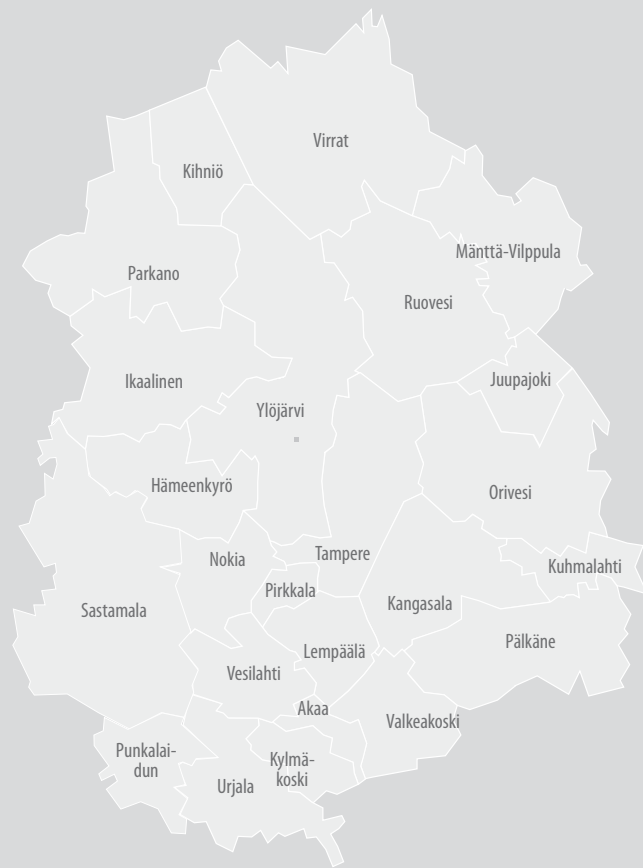 Virrat
Kihniö
Mänttä-Vilppula
Parkano
Ruovesi
Ikaalinen
Juupajoki
Ylöjärvi
Hämeenkyrö
Orivesi
Tampere
Nokia
Kuhmalahti
Pirkkala
Kangasala
Sastamala
Pälkäne
Lempäälä
Vesilahti
Akaa
Valkeakoski
Punkalai-
dun
Kylmä-
koski
Urjala